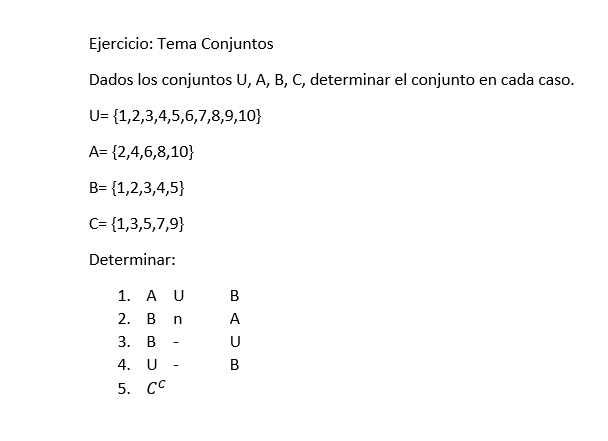 Ejercicio: Tema Conjuntos
Dados los conjuntos U, A, B, C, determinar el conjunto en cada caso.
U= {1,2,3,4,5,6,7,8,9,10}
A= {2,4,6,8,10}
B= {1,2,3,4,5}
C= {1,3,5,7,9}
Determinar:
1. A U B
2. B n A
3. B - U
4. U - B
5. C^C